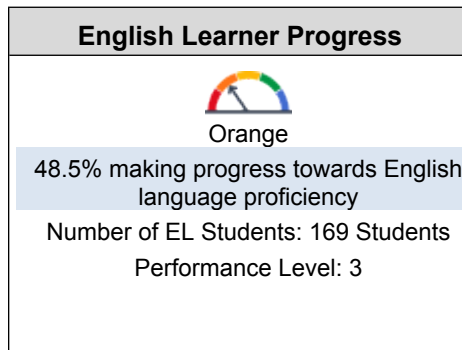 English Learner Progress
Orange
48.5% making progress towards English
language proficiency
Number of EL Students: 169 Students
Performance Level: 3